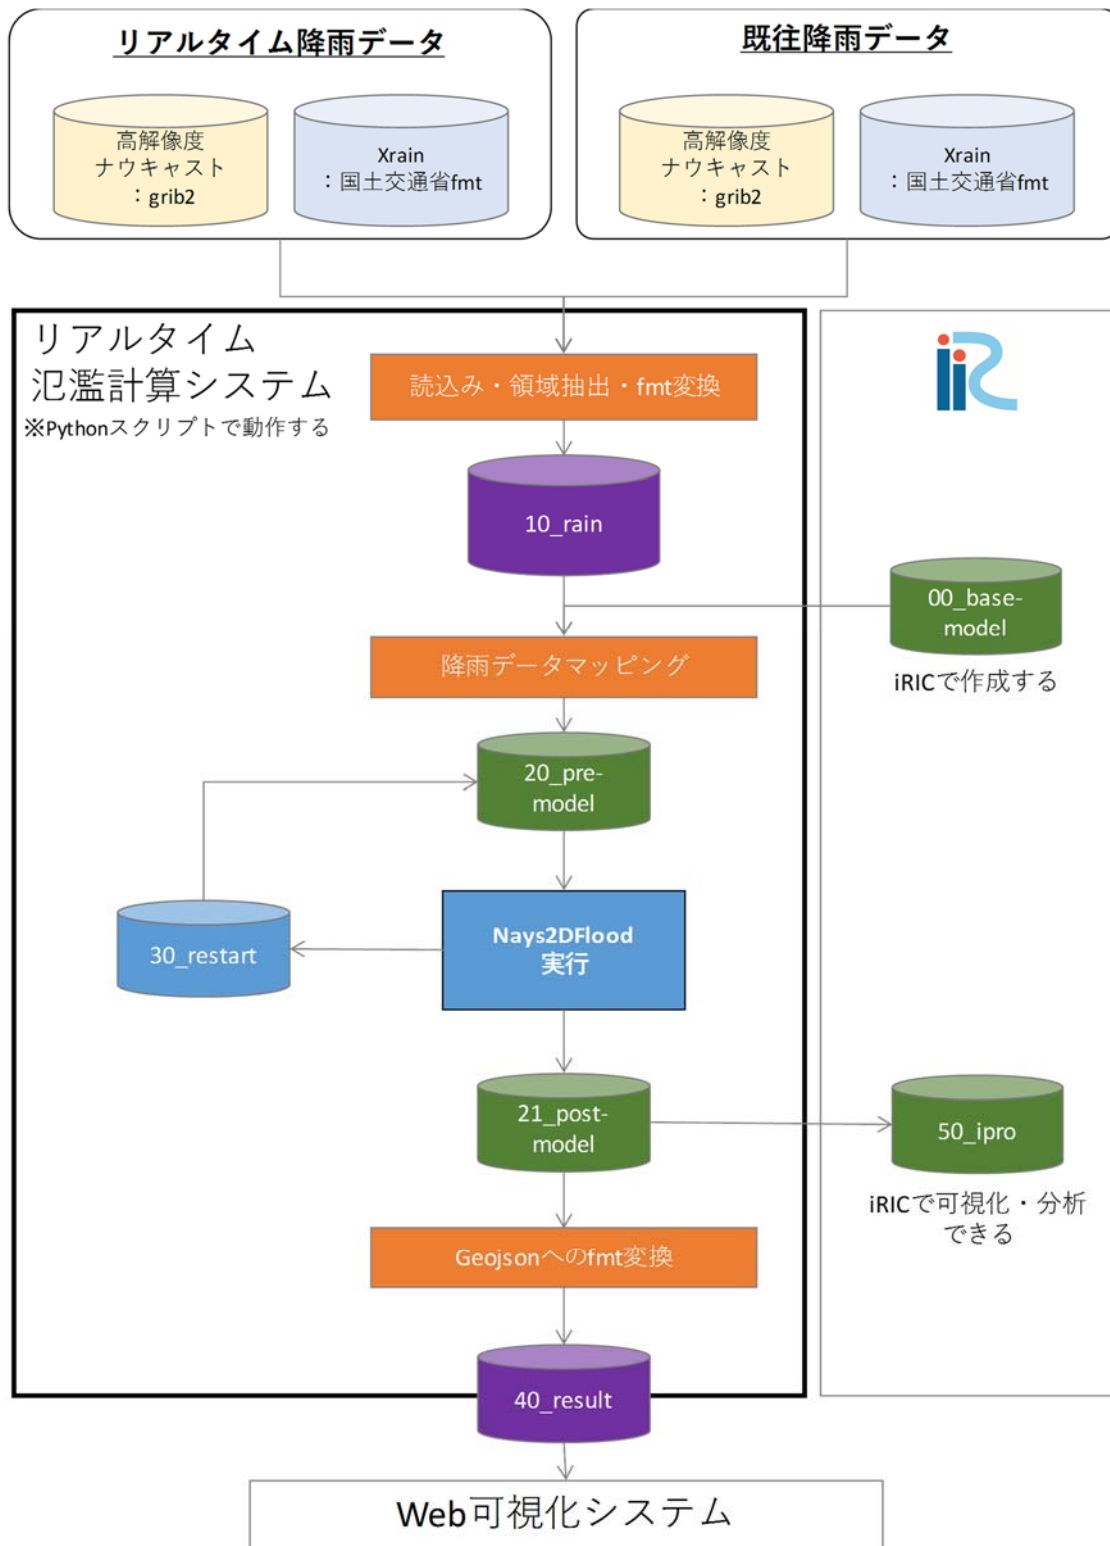 リアルタイム降雨データ
高解像度
ナウキャスト
：grib2
Xrain
：国土交通省fmt
既往降雨データ
高解像度
ナウキャスト
：grib2
Xrain
：国土交通省fmt
リアルタイム
氾濫計算システム
※Pythonスクリプトで動作する
読込み・領域抽出・fmt変換
10_rain
00_base-
model
iRICで作成する
降雨データマッピング
20_pre-
model
Nays2DFlood
実行
30_restart
21_post-
model
50_ipro
iRICで可視化・分析
できる
Geojsonへのfmt変換
40_result
Web可視化システム